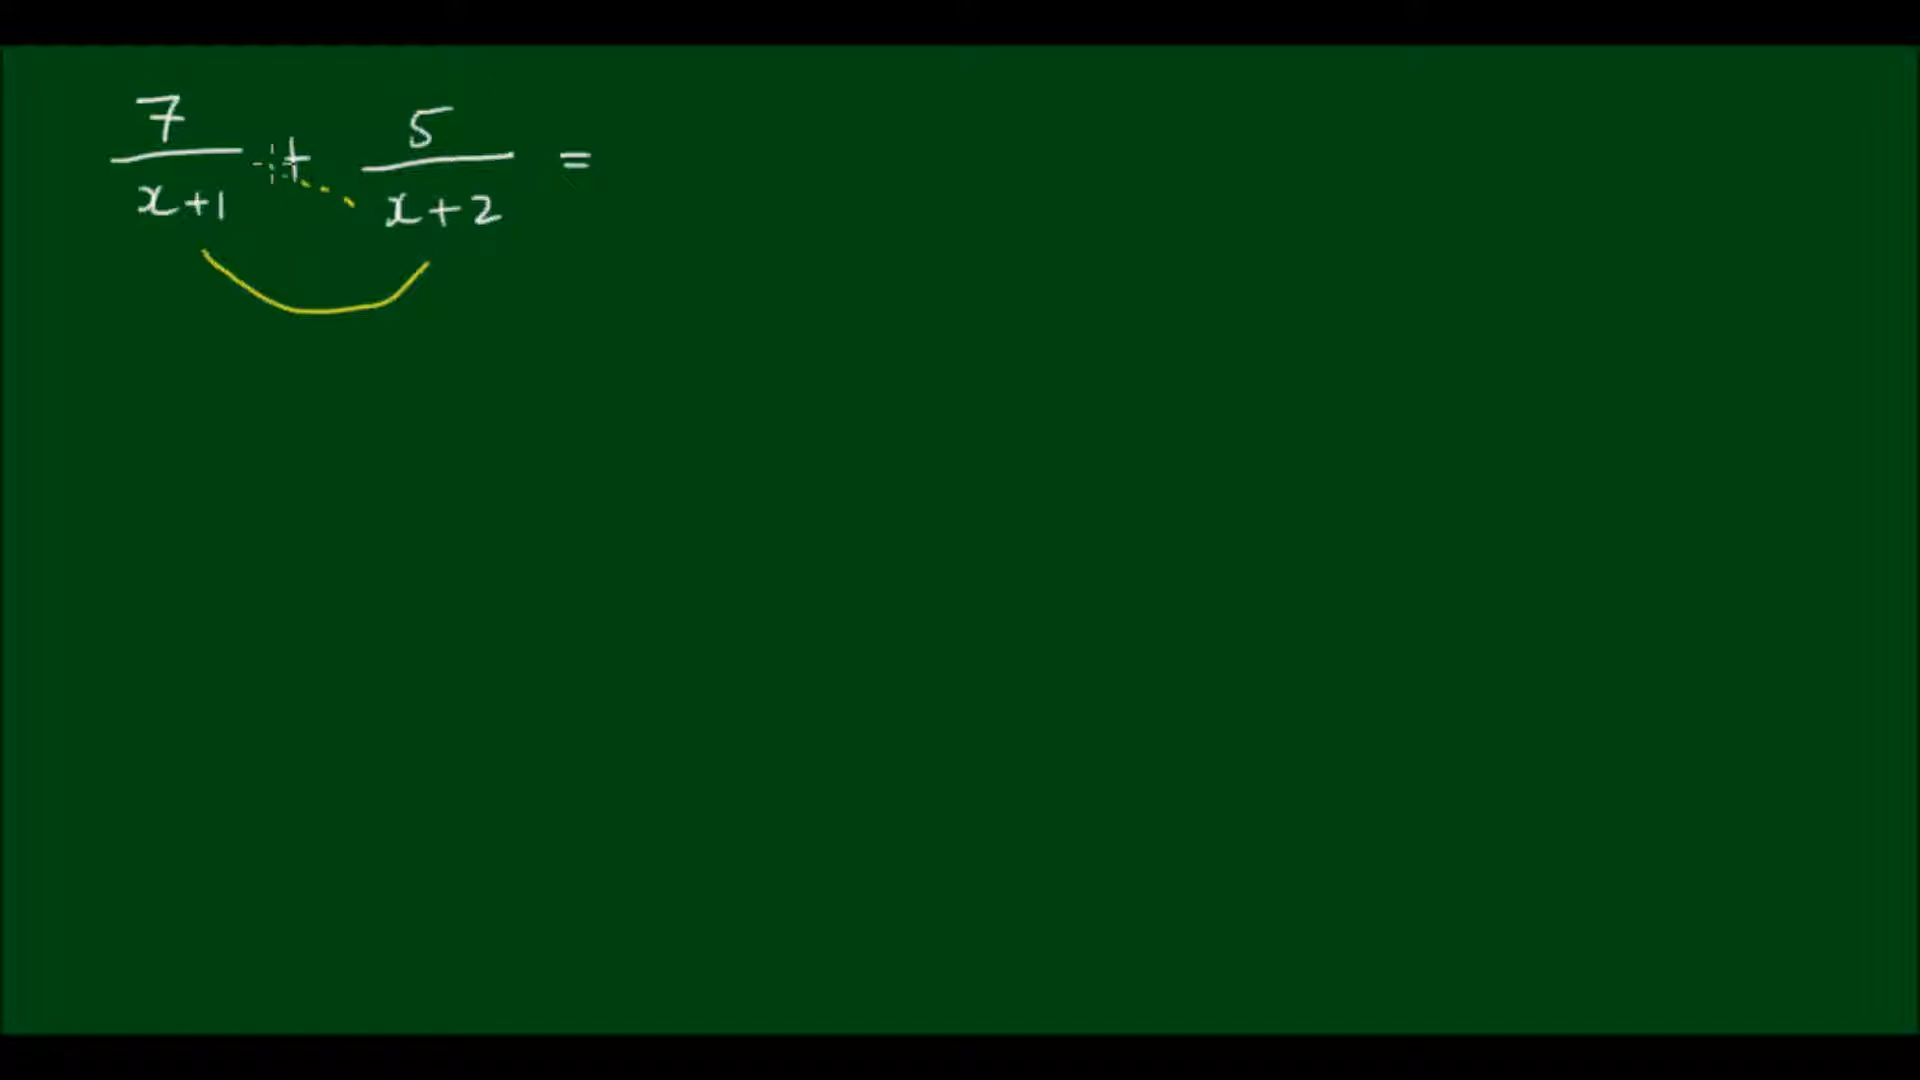 7/(x+1) + 5/(x+2) =